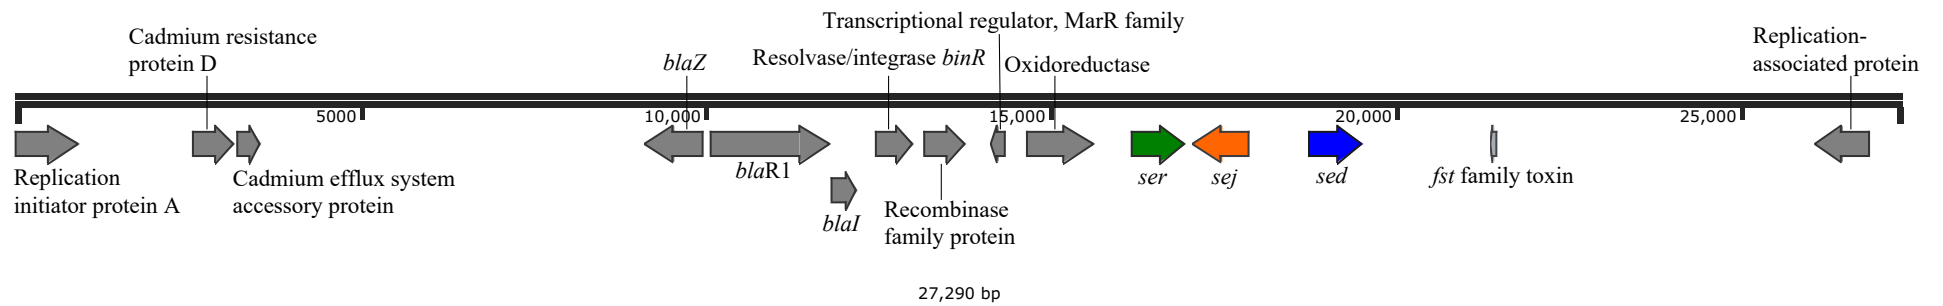 Transcriptional regulator, MarR family
Cadmium resistance
protein D
blaZ
Resolvase/integrase binR
Oxidoreductase
Replication-
associated protein
5000
10,000
15,000
20,000
25,000
Replication
initiator protein A
Cadmium efflux system
accessory protein
blaR1
blaI
Recombinase
family protein
ser
sej
sed
fst family toxin
27,290 bp